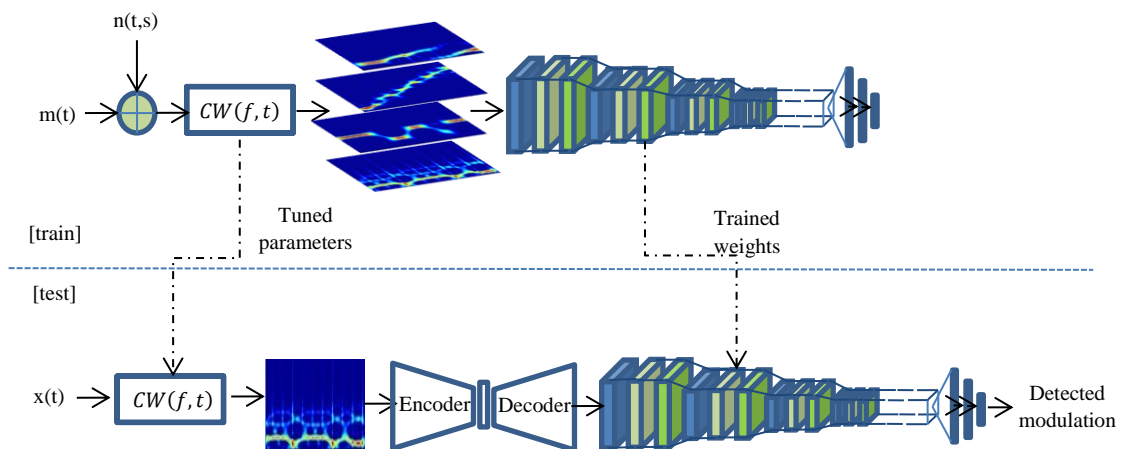 n(t,s)
m(t)
CW(f,t)
Tuned
parameters
Trained
weights
[train]
[test]
x(t)
CW(f,t)
Encoder
Decoder
Detected
modulation